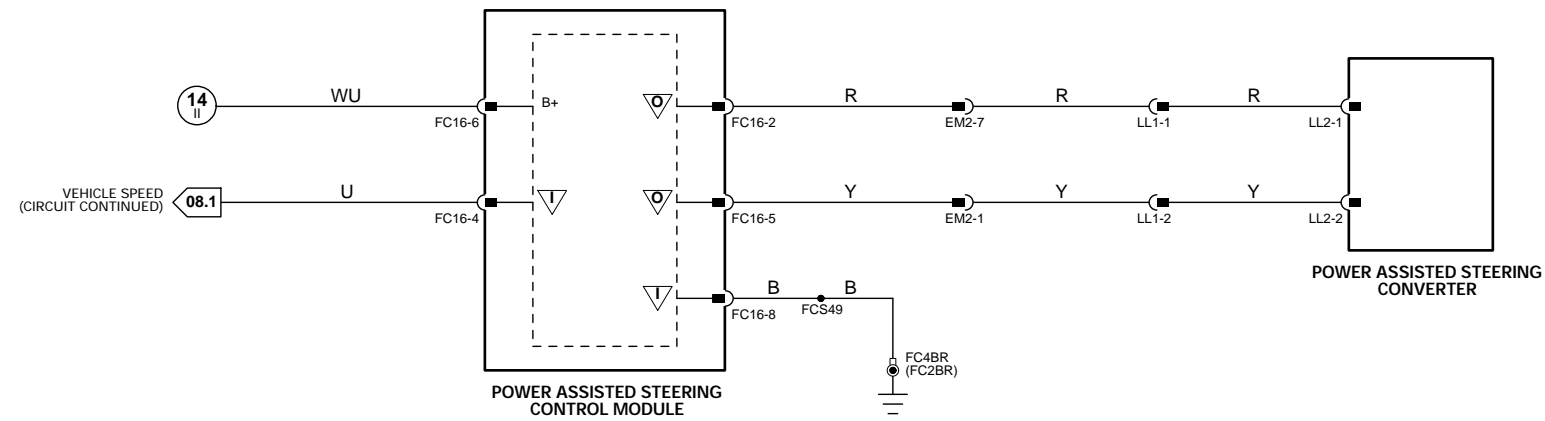 14
II
WU
FC16-6
B+
O
FC16-2
R
EM2-7
R
LL1-1
R
LL2-1
VEHICLE SPEED
(CIRCUIT CONTINUED)
08.1
U
FC16-4
I
O
FC16-5
Y
EM2-1
Y
LL1-2
Y
LL2-2
POWER ASSISTED STEERING
CONVERTER
I
FC16-8
B
FCS49
B
FC4BR
(FC2BR)
POWER ASSISTED STEERING
CONTROL MODULE